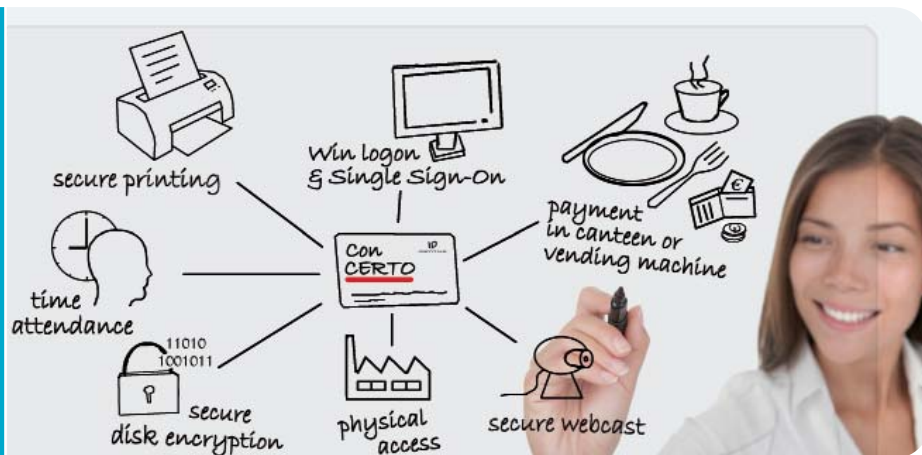 secure printing
Win logon
& Single Sign-On
payment
in canteen or
vending machine
€
Con
CERTO
ID
time
attendance
11010
1001011
secure
disk encryption
physical
access
secure webcast